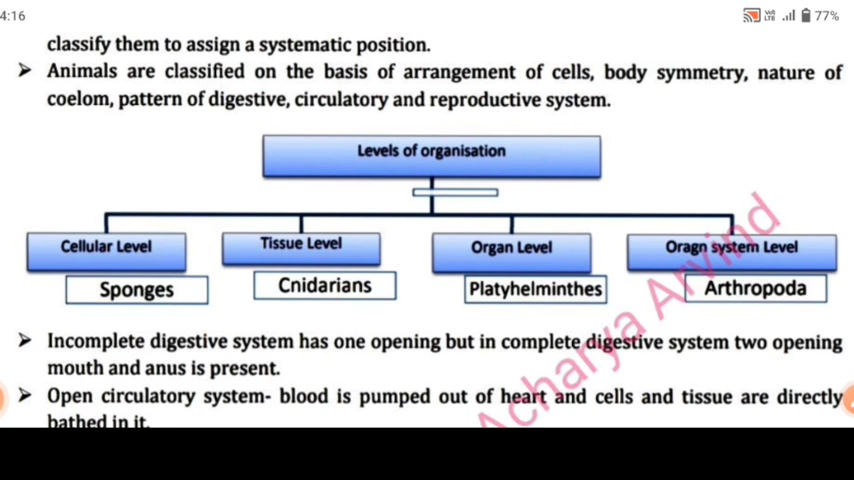 4:16
77%
classify them to assign a systematic position.
➤ Animals are classified on the basis of arrangement of cells, body symmetry, nature of
coelom, pattern of digestive, circulatory and reproductive system.
Levels of organisation
Cellular Level
Tissue Level
Organ Level
Oragn system Level
Sponges
Cnidarians
Platyhelminthes
Arthropoda
Acharya Arvind
➤ Incomplete digestive system has one opening but in complete digestive system two opening
mouth and anus is present.
➤ Open circulatory system- blood is pumped out of heart and cells and tissue are directly
bathed in it.